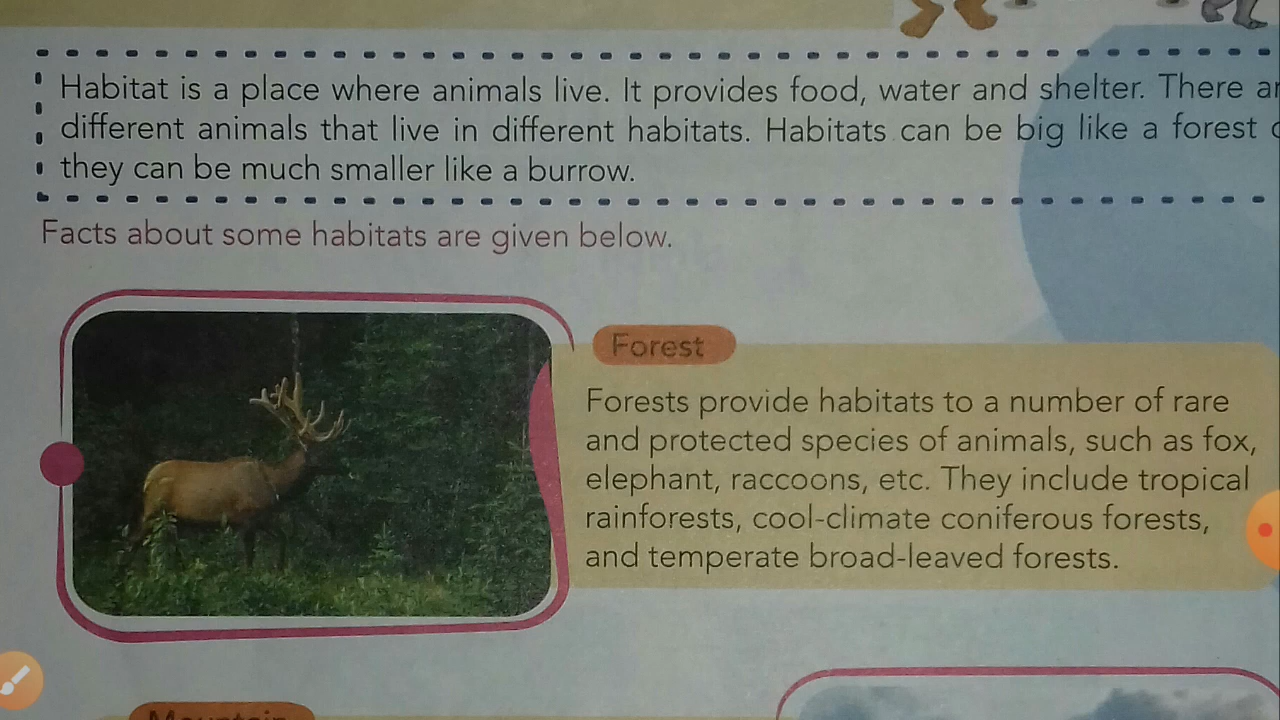 Habitat is a place where animals live. It provides food, water and shelter. There
different animals that live in different habitats. Habitats can be big like a forest
they can be much smaller like a burrow.
Facts about some habitats are given below.
Forest
Forests provide habitats to a number of rare
and protected species of animals, such as fox,
elephant, raccoons, etc. They include tropical
rainforests, cool-climate coniferous forests,
and temperate broad-leaved forests.
Mountain